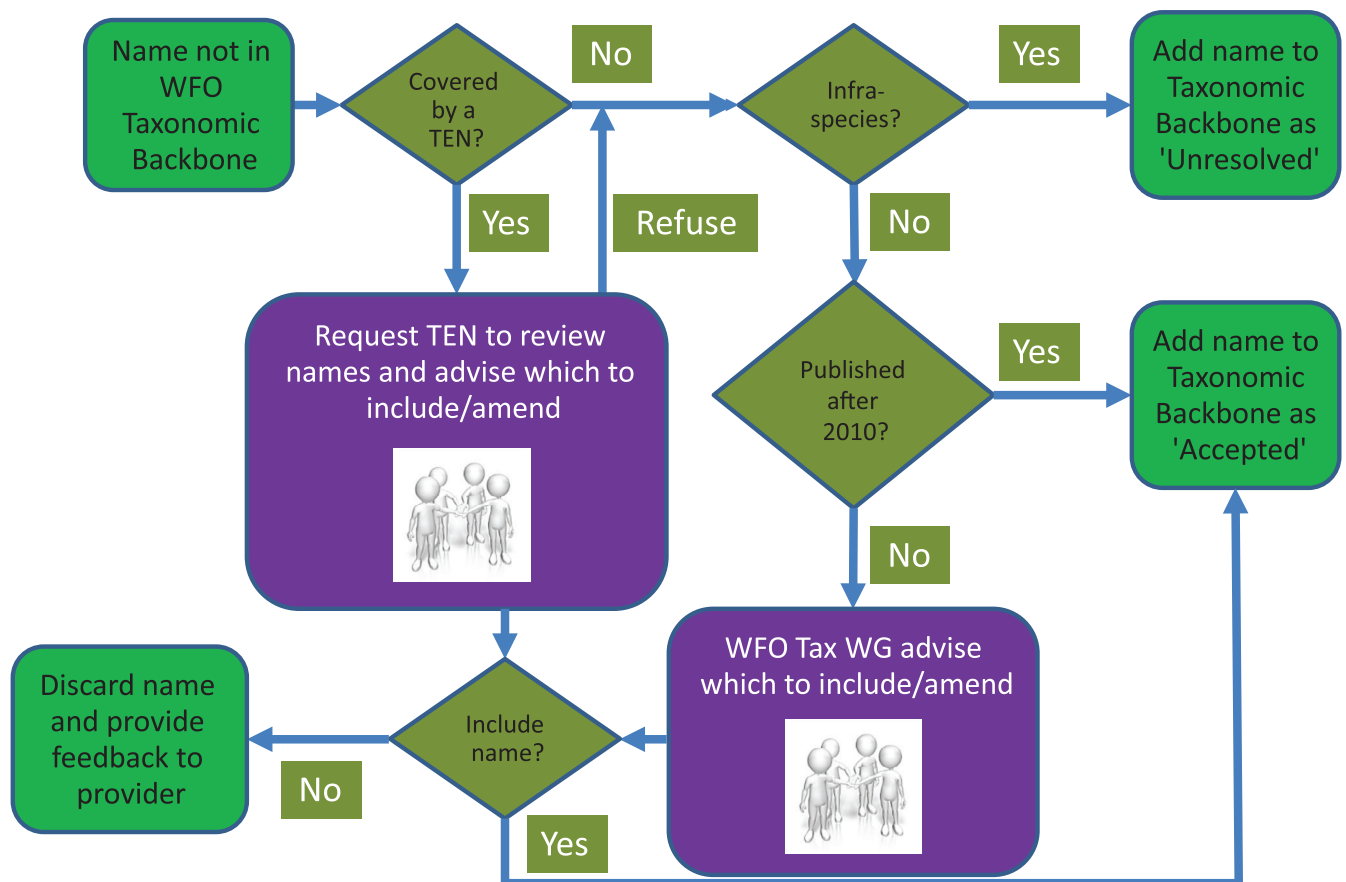 Name not in
WFO
Taxonomic
Backbone
Covered
by a
TEN?
No
Infra-
species?
Yes
Add name to
Taxonomic
Backbone as
'Unresolved'
Yes
Refuse
No
Request TEN to review
names and advise which to
include/amend
Published
after
2010?
Yes
Add name to
Taxonomic
Backbone as
'Accepted'
No
WFO Tax WG advise
which to include/amend
Include
name?
Discard name
and provide
feedback to
provider
No
Yes